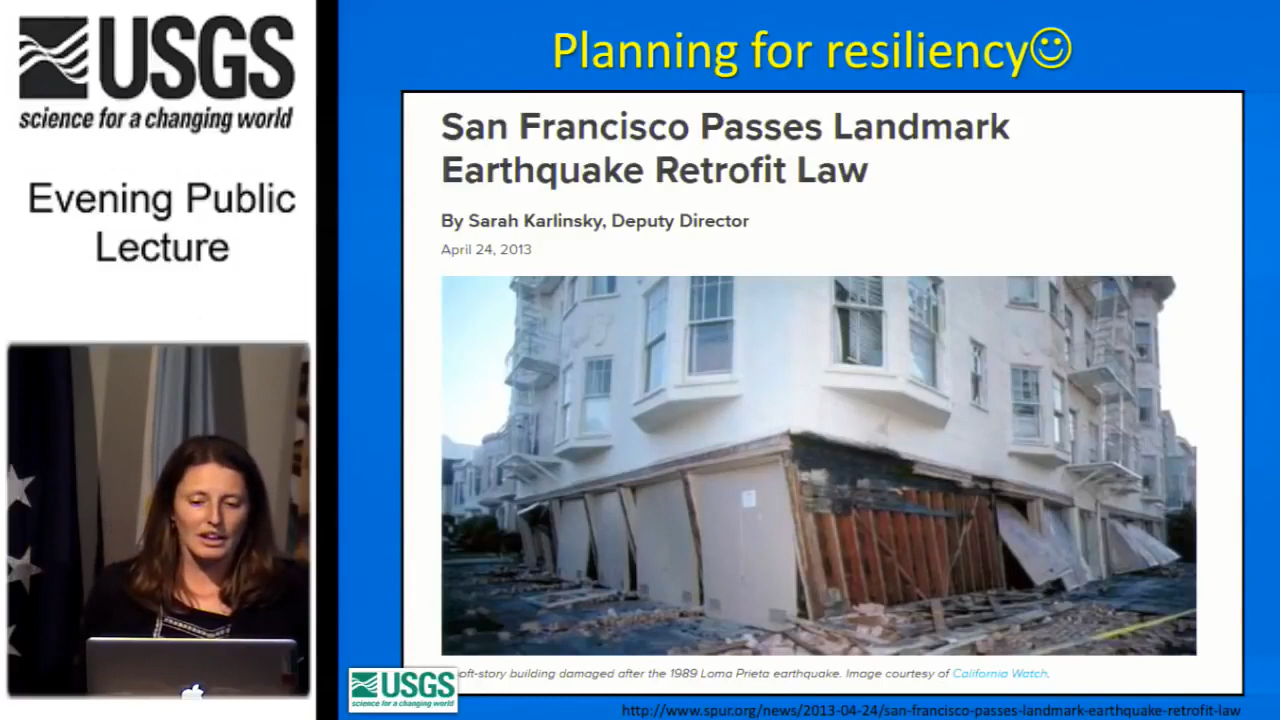 USGS
science for a changing world
Evening Public
Lecture
Planning for resiliency☺
San Francisco Passes Landmark
Earthquake Retrofit Law
By Sarah Karlinsky, Deputy Director
April 24, 2013
oft-story building damaged after the 1989 Loma Prieta earthquake. Image courtesy of California Watch.
USGS
science for a changing world
http://www.spur.org/news/2013-04-24/san-francisco-passes-landmark-earthquake-retrofit-law